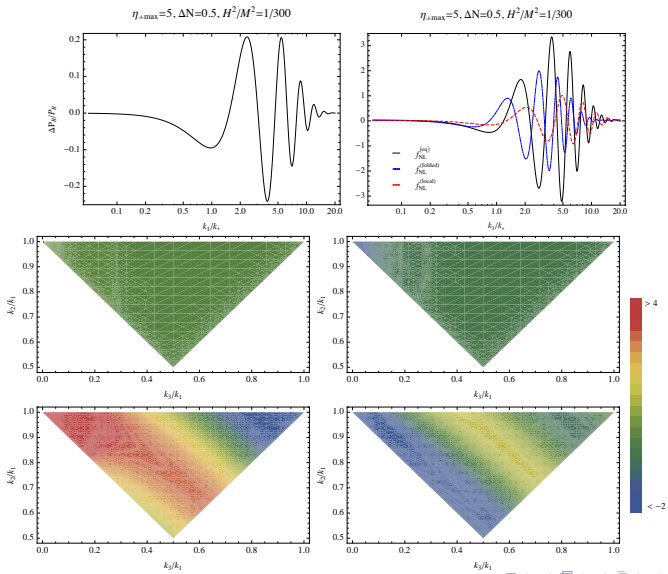 η⊥max=5, ΔN=0.5, H²/M²=1/300
0.2
0.1
0.0
−0.1
−0.2
ΔP_R/P_R
0.1 0.2 0.5 1.0 2.0 5.0 10.0 20.0
k₁/k*
η⊥max=5, ΔN=0.5, H²/M²=1/300
3
2
1
0
−1
−2
−3
f_NL^(eq)
f_NL^(folded)
f_NL^(local)
0.1 0.2 0.5 1.0 2.0 5.0 10.0 20.0
k₁/k*
1.0
0.9
0.8
0.7
0.6
0.5
k₂/k₁
0.0 0.2 0.4 0.6 0.8 1.0
k₃/k₁
1.0
0.9
0.8
0.7
0.6
0.5
k₂/k₁
0.0 0.2 0.4 0.6 0.8 1.0
k₃/k₁
> 4
< −2
1.0
0.9
0.8
0.7
0.6
0.5
k₂/k₁
0.0 0.2 0.4 0.6 0.8 1.0
k₃/k₁
1.0
0.9
0.8
0.7
0.6
0.5
k₂/k₁
0.0 0.2 0.4 0.6 0.8 1.0
k₃/k₁